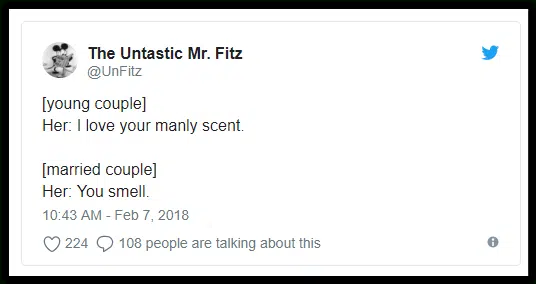 The Untastic Mr. Fitz
@UnFitz
[young couple]
Her: I love your manly scent.
[married couple]
Her: You smell.
10:43 AM - Feb 7, 2018
224 108 people are talking about this